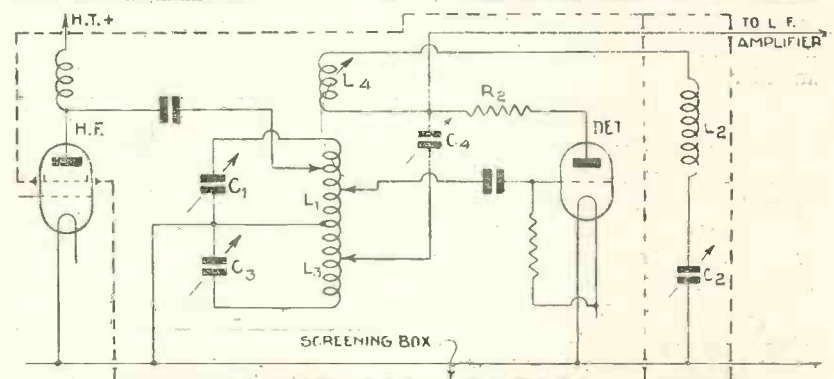 H.T.+
TO L F.
AMPLIFIER
L4
R2
H.F.
C4
DET
L2
C1
L1
C3
L3
C2
SCREENING BOX